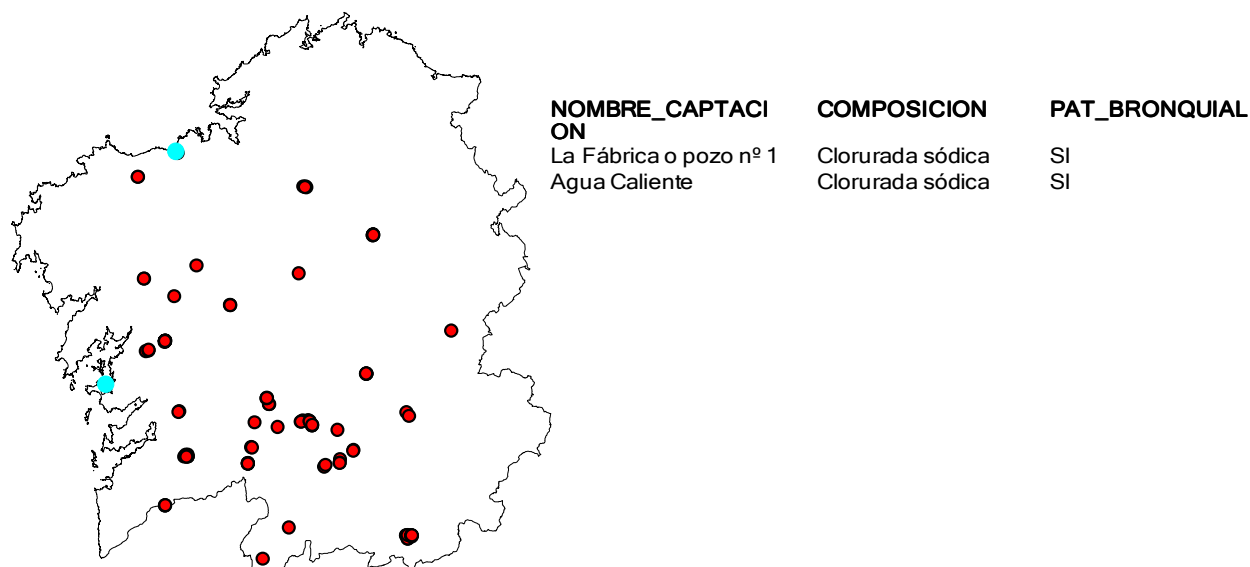 NOMBRE_CAPTACI COMPOSICION PAT_BRONQUIAL
ON
La Fábrica o pozo nº 1 Clorurada sódica SI
Agua Caliente Clorurada sódica SI